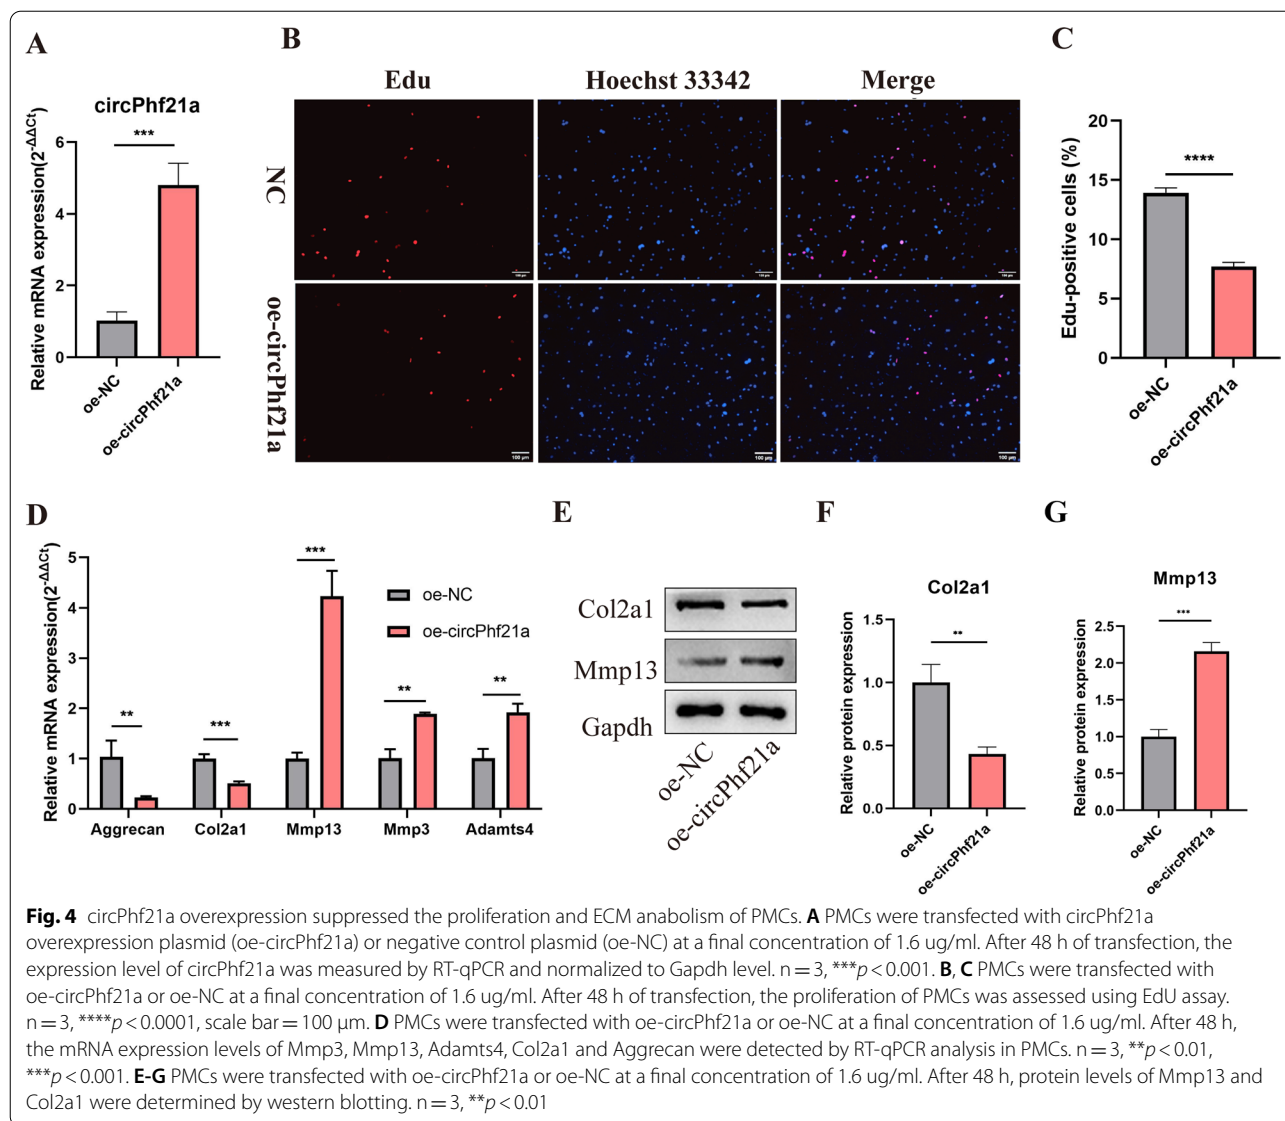 A
circPhf21a
***
Relative mRNA expression(2^-ΔΔCt)
6
4
2
0
oe-NC
oe-circPhf21a
B
Edu
Hoechst 33342
Merge
NC
oe-circPhf21a
100 μm
100 μm
100 μm
100 μm
100 μm
100 μm
C
Edu-positive cells (%)
20
15
10
5
0
****
oe-NC
oe-circPhf21a
D
Relative mRNA expression(2^-ΔΔCt)
5
4
3
2
1
0
**
***
***
**
**
oe-NC
oe-circPhf21a
Aggrecan
Col2a1
Mmp13
Mmp3
Adamts4
E
Col2a1
Mmp13
Gapdh
oe-NC
oe-circPhf21a
F
Col2a1
Relative protein expression
1.5
1.0
0.5
0.0
**
oe-NC
oe-circPhf21a
G
Mmp13
Relative protein expression
2.5
2.0
1.5
1.0
0.5
0.0
***
oe-NC
oe-circPhf21a
Fig. 4 circPhf21a overexpression suppressed the proliferation and ECM anabolism of PMCs. A PMCs were transfected with circPhf21a
overexpression plasmid (oe-circPhf21a) or negative control plasmid (oe-NC) at a final concentration of 1.6 ug/ml. After 48 h of transfection, the
expression level of circPhf21a was measured by RT-qPCR and normalized to Gapdh level. n = 3, ***p < 0.001. B, C PMCs were transfected with
oe-circPhf21a or oe-NC at a final concentration of 1.6 ug/ml. After 48 h of transfection, the proliferation of PMCs was assessed using EdU assay.
n = 3, ****p < 0.0001, scale bar = 100 μm. D PMCs were transfected with oe-circPhf21a or oe-NC at a final concentration of 1.6 ug/ml. After 48 h,
the mRNA expression levels of Mmp3, Mmp13, Adamts4, Col2a1 and Aggrecan were detected by RT-qPCR analysis in PMCs. n = 3, **p < 0.01,
***p < 0.001. E-G PMCs were transfected with oe-circPhf21a or oe-NC at a final concentration of 1.6 ug/ml. After 48 h, protein levels of Mmp13 and
Col2a1 were determined by western blotting. n = 3, **p < 0.01